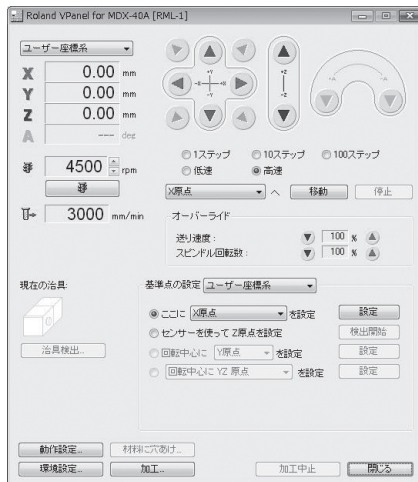 Roland VPanel for MDX-40A [RML-1]
ユーザー座標系
X 0.00 mm
Y 0.00 mm
Z 0.00 mm
A --- deg
4500 rpm
3000 mm/min
+Y
-X +X
-Y
+Z
-Z
+A -A
1ステップ 10ステップ 100ステップ
低速 高速
X原点 へ 移動 停止
オーバーライド
送り速度: 100 %
スピンドル回転数: 100 %
現在の治具:
治具検出...
基準点の設定 ユーザー座標系
ここに X原点 を設定 設定
センサーを使って Z原点を設定 検出開始
回転中心に Y原点 を設定 設定
回転中心に YZ 原点 を設定 設定
動作設定... 材料に穴あけ...
環境設定... 加工... 加工中止 閉じる